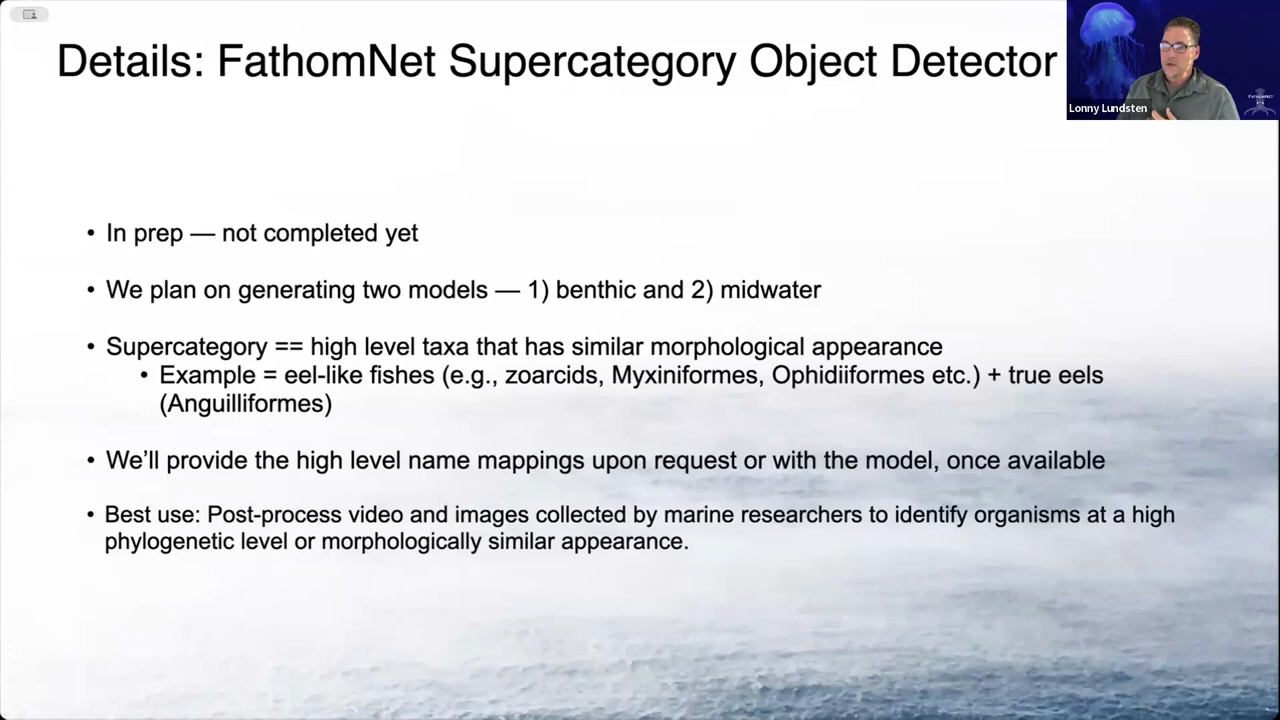 Details: FathomNet Supercategory Object Detector
Lonny Lundsten
FATHOMNET
• In prep — not completed yet
• We plan on generating two models — 1) benthic and 2) midwater
• Supercategory == high level taxa that has similar morphological appearance
• Example = eel-like fishes (e.g., zoarcids, Myxiniformes, Ophidiiformes etc.) + true eels
(Anguilliformes)
• We’ll provide the high level name mappings upon request or with the model, once available
• Best use: Post-process video and images collected by marine researchers to identify organisms at a high
phylogenetic level or morphologically similar appearance.